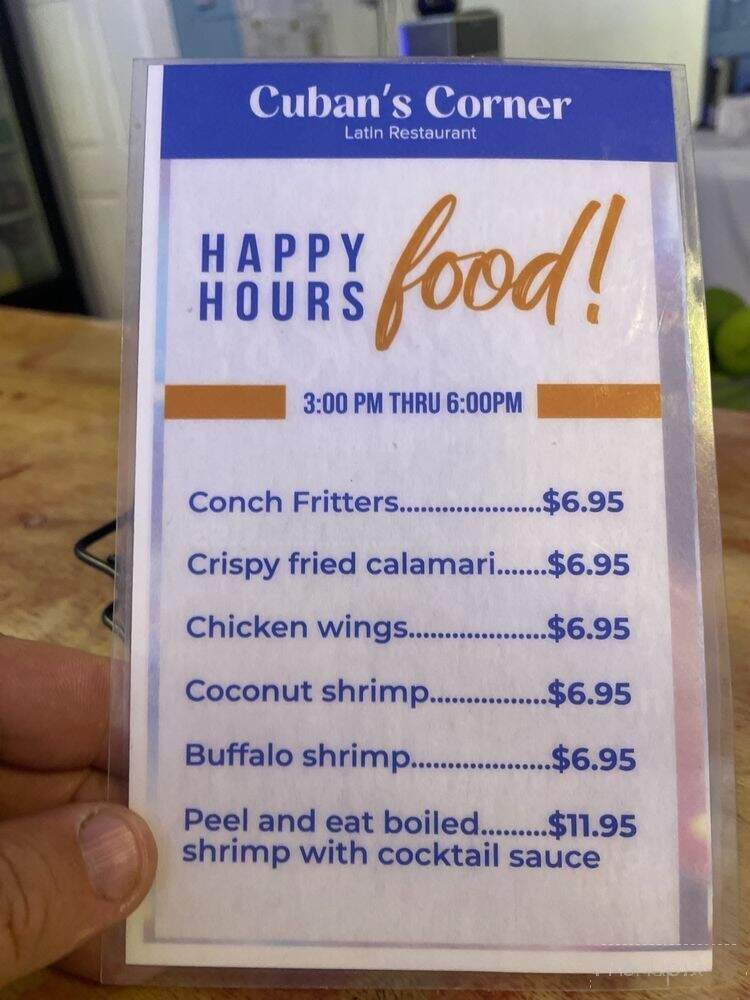 Cuban's Corner
Latin Restaurant
HAPPY
HOURS
food!
3:00 PM THRU 6:00PM
Conch Fritters.....................$6.95
Crispy fried calamari.......$6.95
Chicken wings....................$6.95
Coconut shrimp.................$6.95
Buffalo shrimp....................$6.95
Peel and eat boiled..........$11.95
shrimp with cocktail sauce